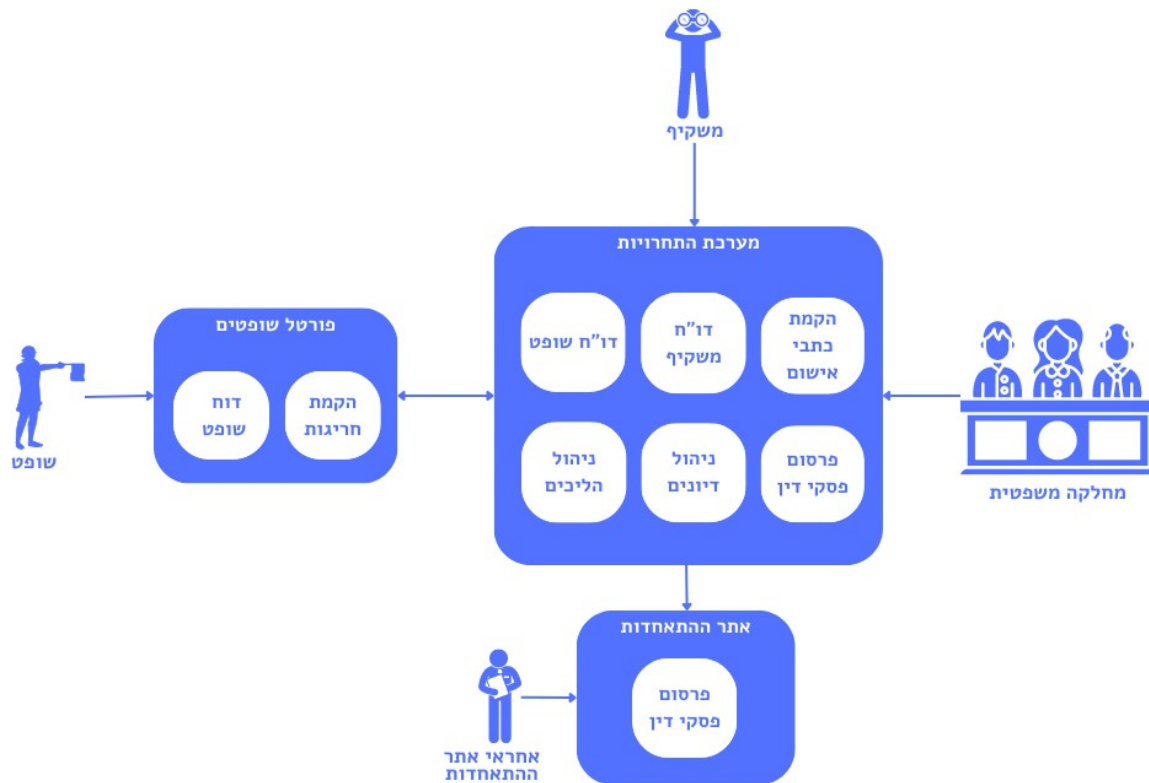 משקיף
מערכת התחרויות
הקמת
כתבי
אישום
דו"ח
משקיף
דו"ח שופט
פרסום
פסקי דין
ניהול
דיונים
ניהול
הליכים
מחלקה משפטית
פורטל שופטים
הקמת
חריגות
דוח
שופט
שופט
אתר ההתאחדות
פרסום
פסקי דין
אחראי אתר
ההתאחדות